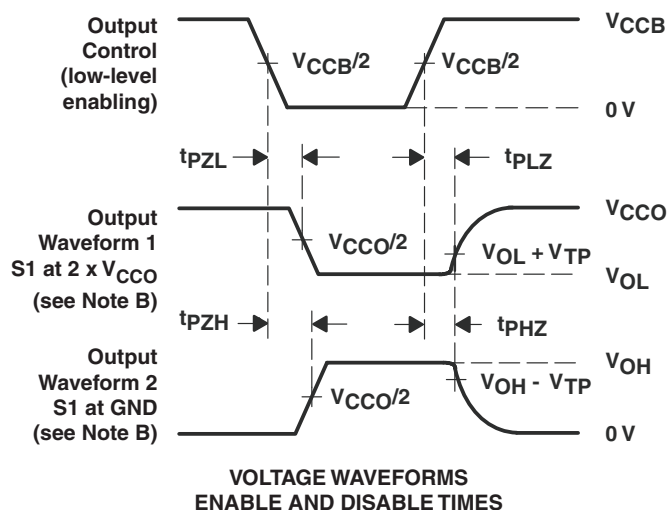 Output
Control
(low-level
enabling)
VCCB/2
VCCB/2
VCCB
0 V
tPZL
tPLZ
Output
Waveform 1
S1 at 2 x VCCO
(see Note B)
VCCO/2
VCCO
VOL + VTP
VOL
tPZH
tPHZ
Output
Waveform 2
S1 at GND
(see Note B)
VCCO/2
VOH
VOH - VTP
0 V
VOLTAGE WAVEFORMS
ENABLE AND DISABLE TIMES